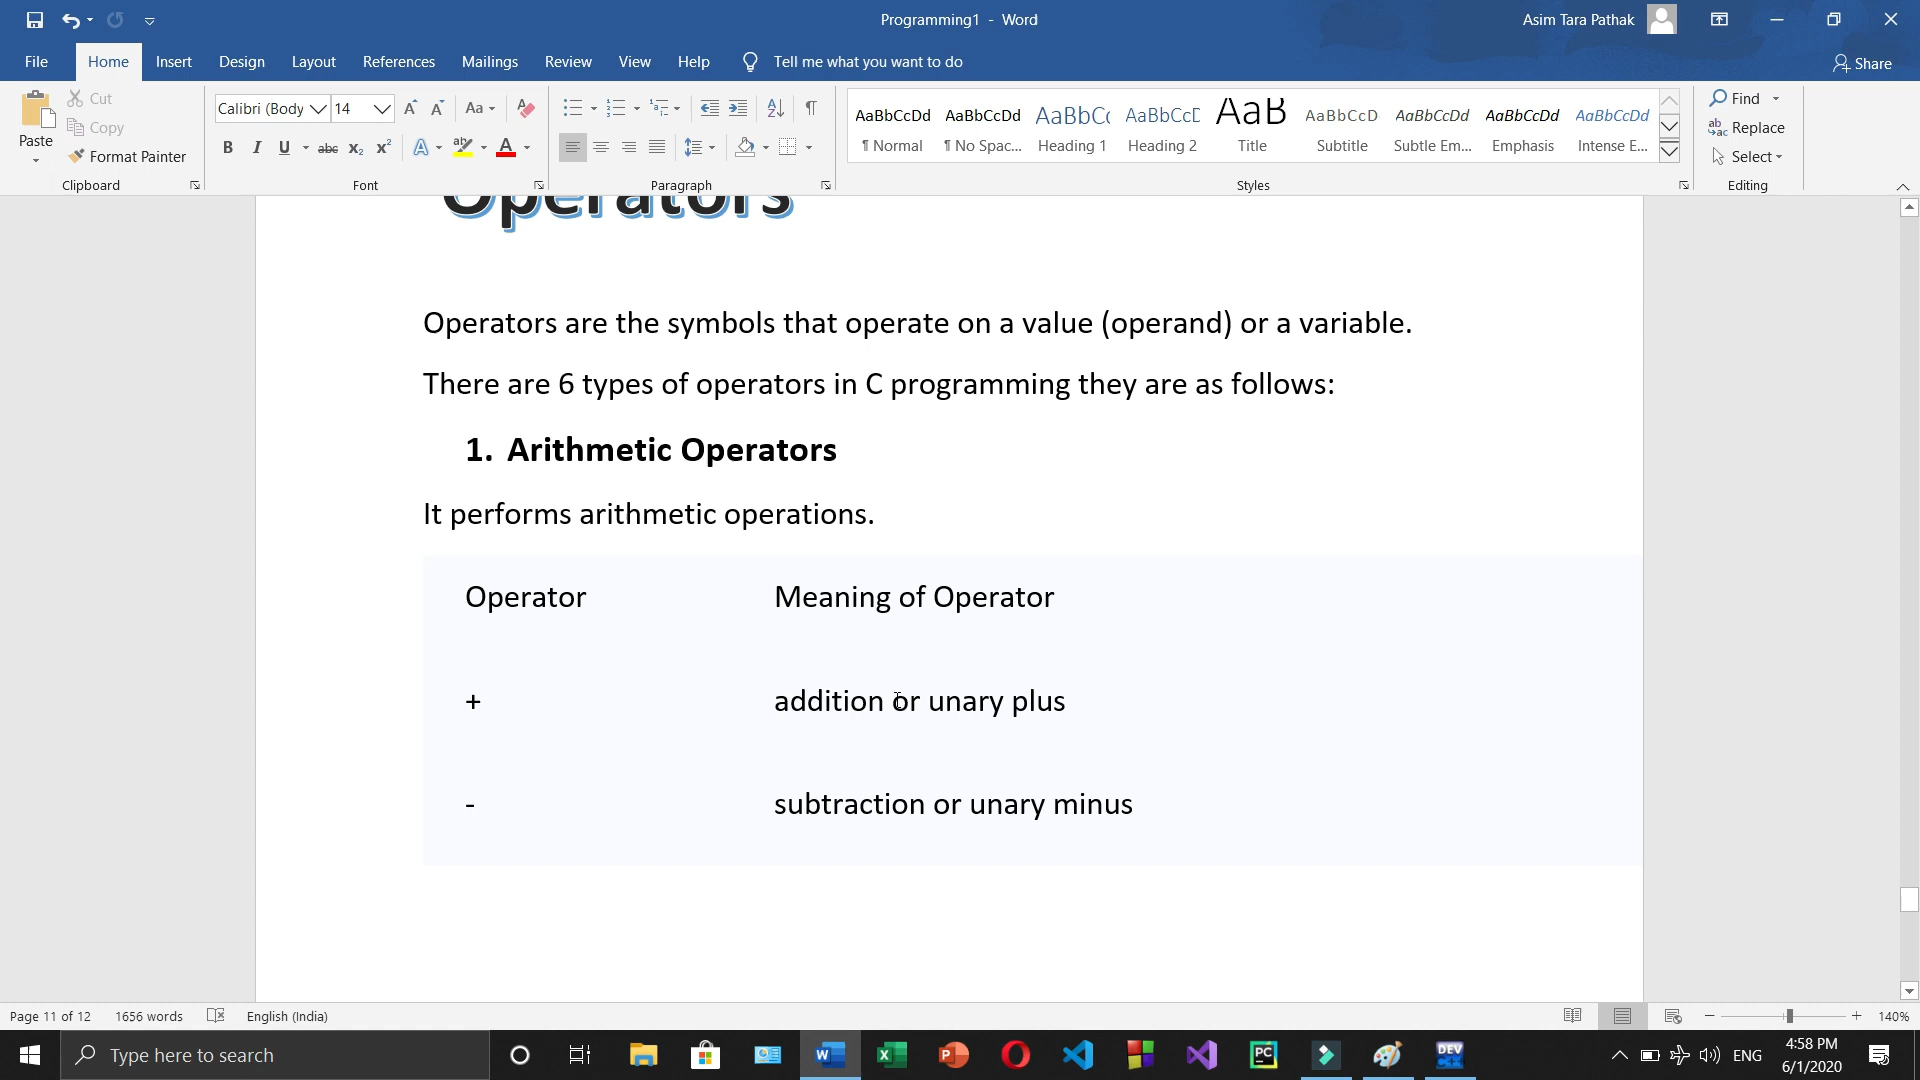 Programming1 - Word
Asim Tara Pathak
File Home Insert Design Layout References Mailings Review View Help Tell me what you want to do Share
Paste
Cut
Copy
Format Painter
Clipboard
Calibri (Body 14
Font
Paragraph
AaBbCcDd AaBbCcDd AaBbCc AaBbCcC AaB AaBbCcD AaBbCcDd AaBbCcDd AaBbCcDd
¶ Normal ¶ No Spac... Heading 1 Heading 2 Title Subtitle Subtle Em... Emphasis Intense E...
Styles
Find
Replace
Select
Editing
Operators
Operators are the symbols that operate on a value (operand) or a variable.
There are 6 types of operators in C programming they are as follows:
1. Arithmetic Operators
It performs arithmetic operations.
Operator Meaning of Operator
+ addition or unary plus
- subtraction or unary minus
Page 11 of 12 1656 words English (India) 140%
Type here to search
ENG
4:58 PM
6/1/2020